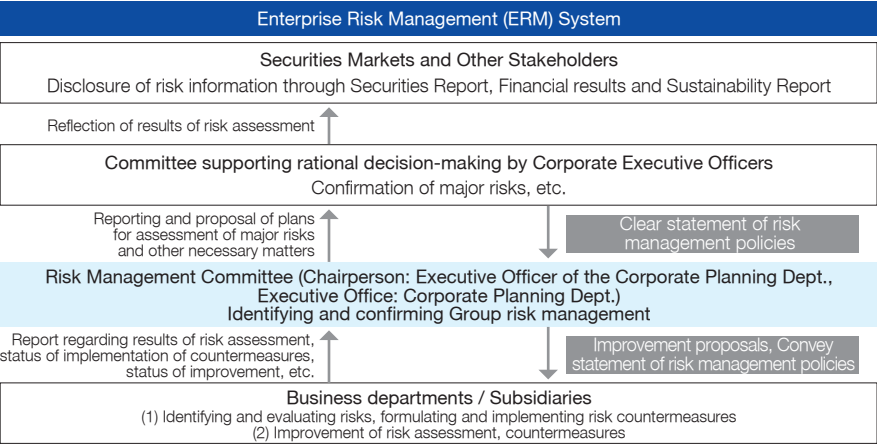 Enterprise Risk Management (ERM) System
Securities Markets and Other Stakeholders
Disclosure of risk information through Securities Report, Financial results and Sustainability Report
Reflection of results of risk assessment
Committee supporting rational decision-making by Corporate Executive Officers
Confirmation of major risks, etc.
Reporting and proposal of plans
for assessment of major risks
and other necessary matters
Clear statement of risk
management policies
Risk Management Committee (Chairperson: Executive Officer of the Corporate Planning Dept.,
Executive Office: Corporate Planning Dept.)
Identifying and confirming Group risk management
Report regarding results of risk assessment,
status of implementation of countermeasures,
status of improvement, etc.
Improvement proposals, Convey
statement of risk management policies
Business departments / Subsidiaries
(1) Identifying and evaluating risks, formulating and implementing risk countermeasures
(2) Improvement of risk assessment, countermeasures